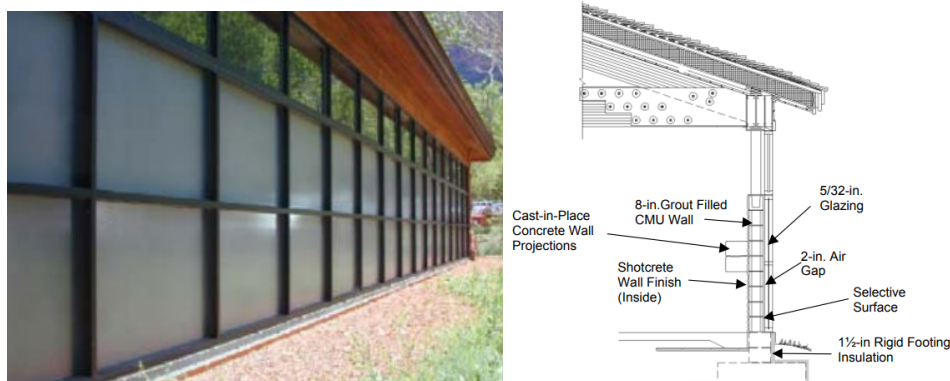 8-in.Grout Filled
CMU Wall
5/32-in.
Glazing
Cast-in-Place
Concrete Wall
Projections
2-in. Air
Gap
Shotcrete
Wall Finish
(Inside)
Selective
Surface
1½-in Rigid Footing
Insulation